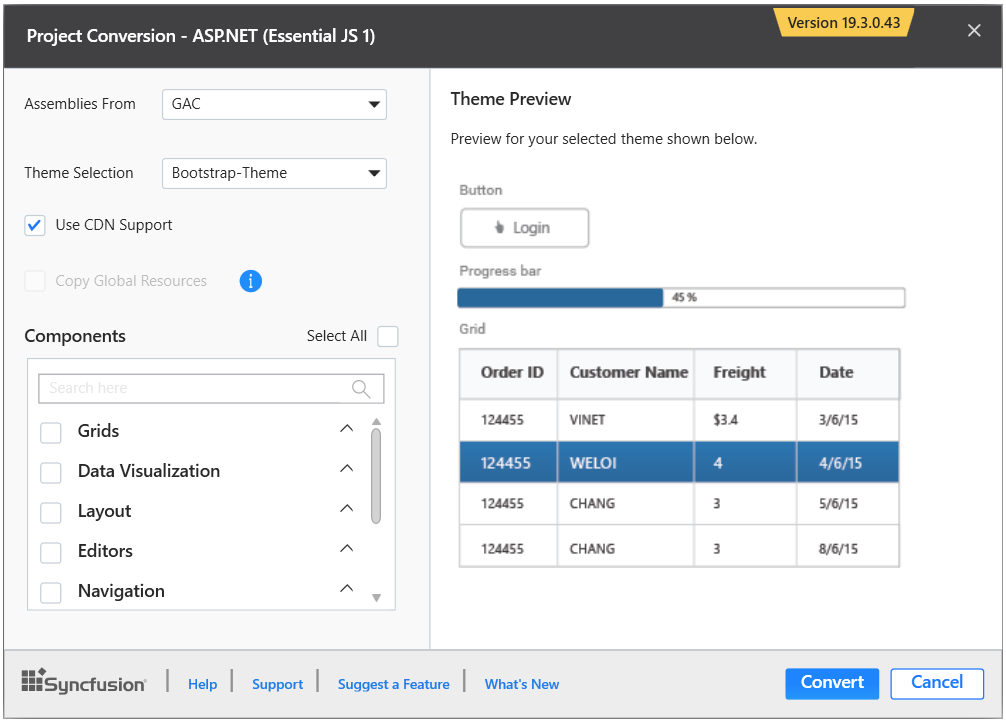 Project Conversion - ASP.NET (Essential JS 1)
Version 19.3.0.43
Assemblies From
GAC
Theme Selection
Bootstrap-Theme
Use CDN Support
Copy Global Resources
Components
Select All
Search here
Grids
Data Visualization
Layout
Editors
Navigation
Theme Preview
Preview for your selected theme shown below.
Button
Login
Progress bar
45 %
Grid
Order ID Customer Name Freight Date
124455 VINET $3.4 3/6/15
124455 WELOI 4 4/6/15
124455 CHANG 3 5/6/15
124455 CHANG 3 8/6/15
Syncfusion
Help
Support
Suggest a Feature
What's New
Convert
Cancel